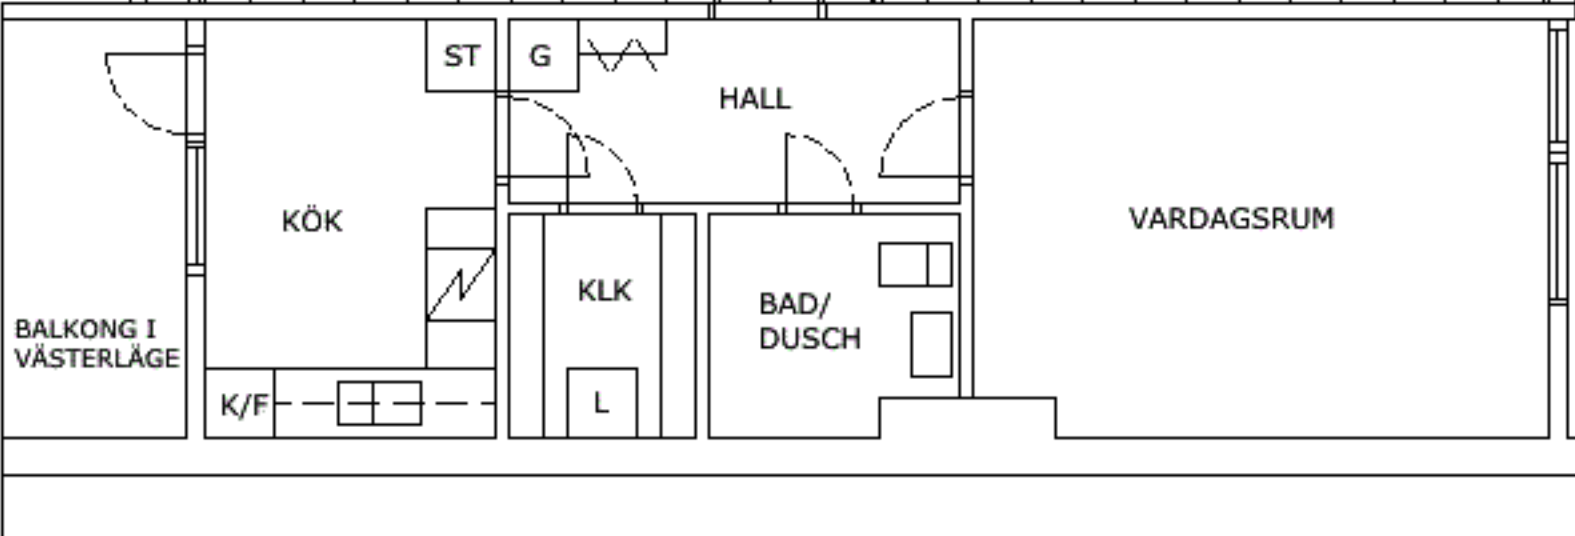 ST
G
HALL
KÖK
VARDAGSRUM
KLK
BAD/
DUSCH
BALKONG I
VÄSTERLÄGE
K/F
L